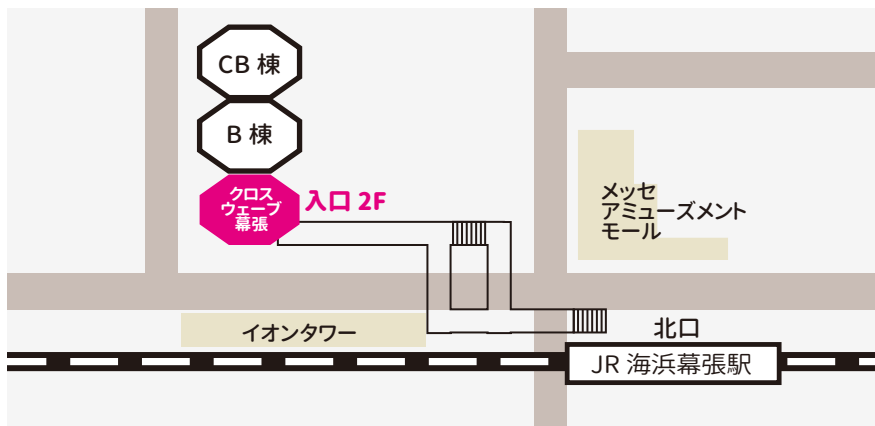 CB 棟
B 棟
クロス
ウェーブ
幕張
入口 2F
メッセ
アミューズメント
モール
イオンタワー
北口
JR 海浜幕張駅